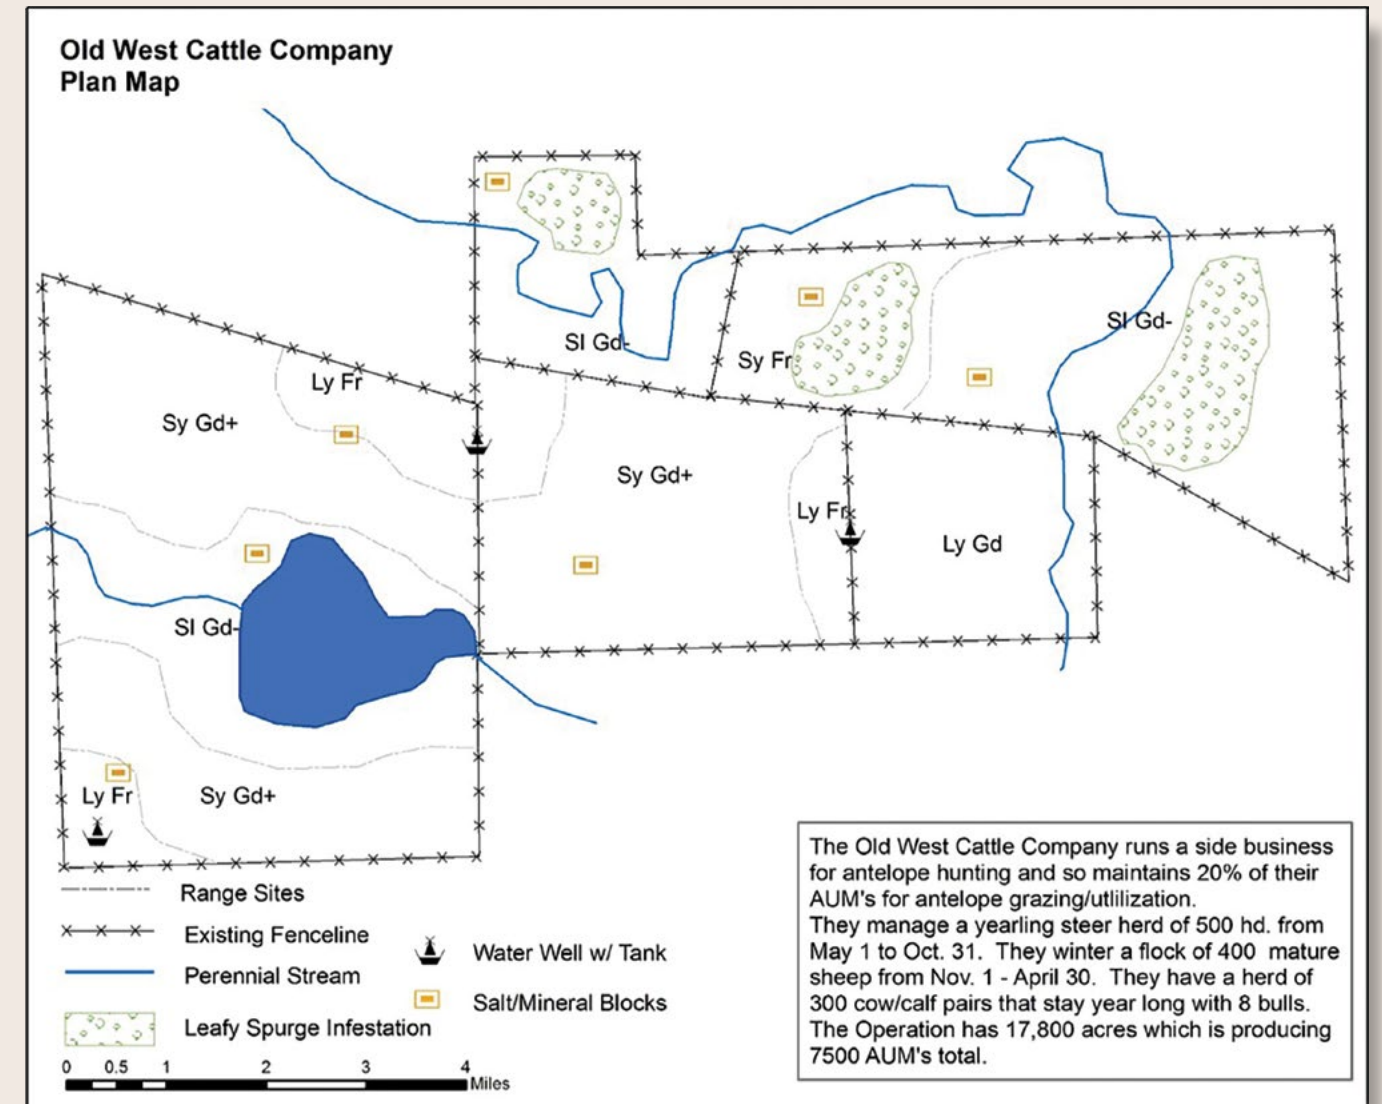 Old West Cattle Company
Plan Map
Sl Gd-
Sl Gd-
Sy Fr
Ly Fr
Sy Gd+
Sy Gd+
Ly Fr
Ly Gd
Sl Gd-
Ly Fr
Sy Gd+
Range Sites
Existing Fenceline
Perennial Stream
Leafy Spurge Infestation
Water Well w/ Tank
Salt/Mineral Blocks
0 0.5 1 2 3 4
Miles
The Old West Cattle Company runs a side business
for antelope hunting and so maintains 20% of their
AUM's for antelope grazing/utlilization.
They manage a yearling steer herd of 500 hd. from
May 1 to Oct. 31. They winter a flock of 400 mature
sheep from Nov. 1 - April 30. They have a herd of
300 cow/calf pairs that stay year long with 8 bulls.
The Operation has 17,800 acres which is producing
7500 AUM's total.